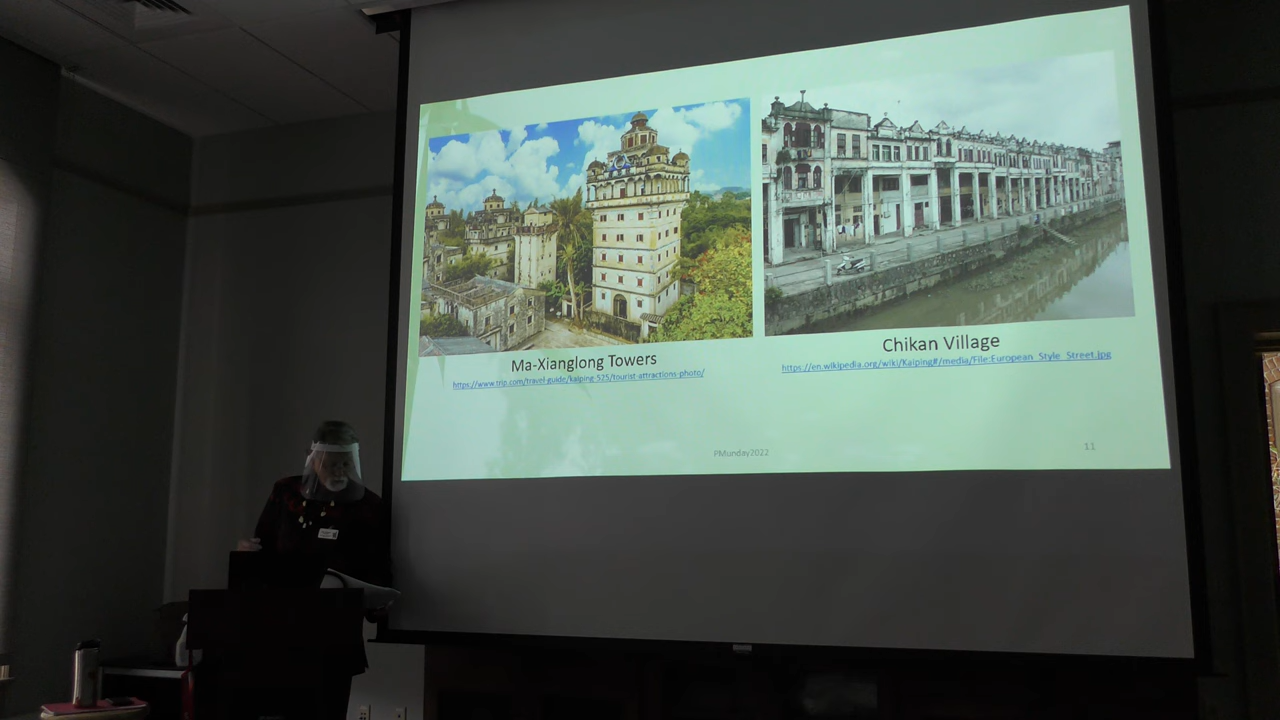 Ma-Xianglong Towers
https://www.trip.com/travel-guide/kaiping-525/tourist-attractions-photo/
Chikan Village
https://en.wikipedia.org/wiki/Kaiping#/media/File:European_Style_Street.jpg
PMunday2022
11